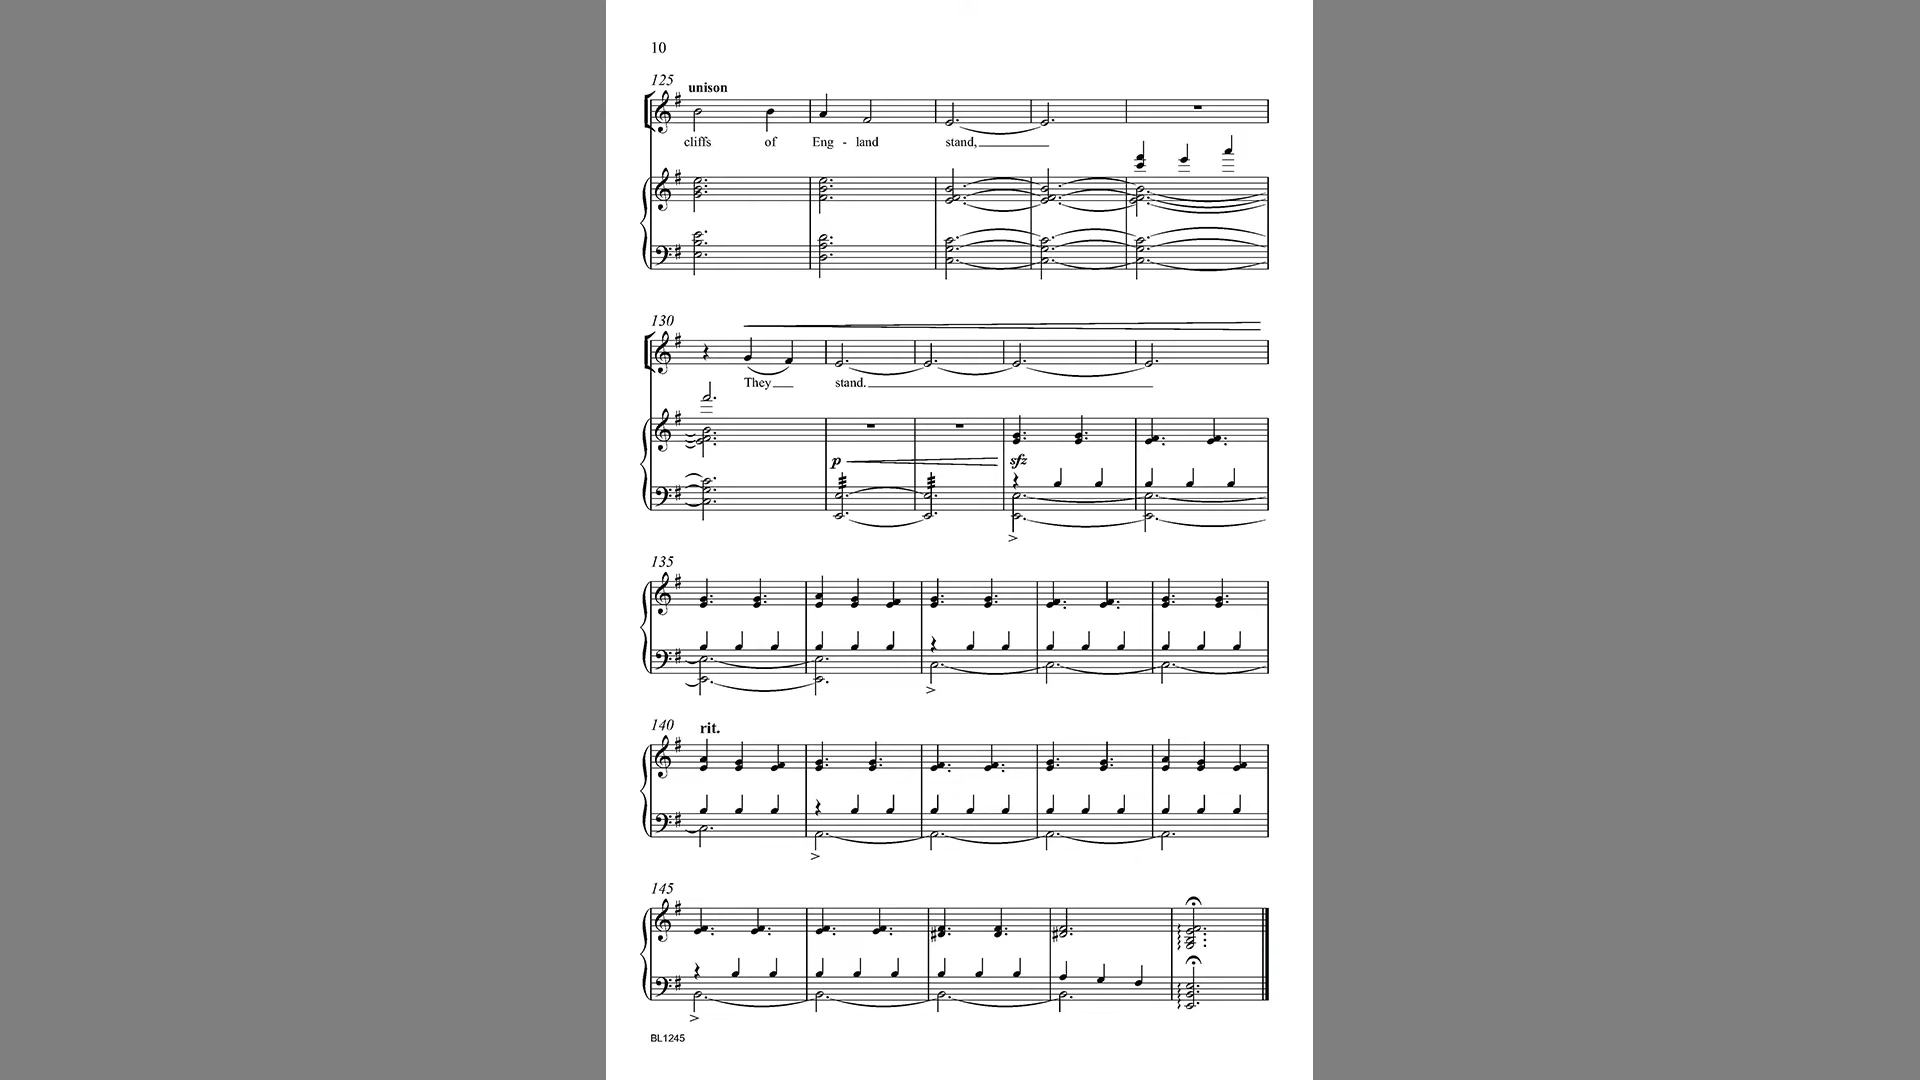 10
125
unison
cliffs of Eng - land stand,
130
They stand.
p sfz
135
140
rit.
145
BL1245